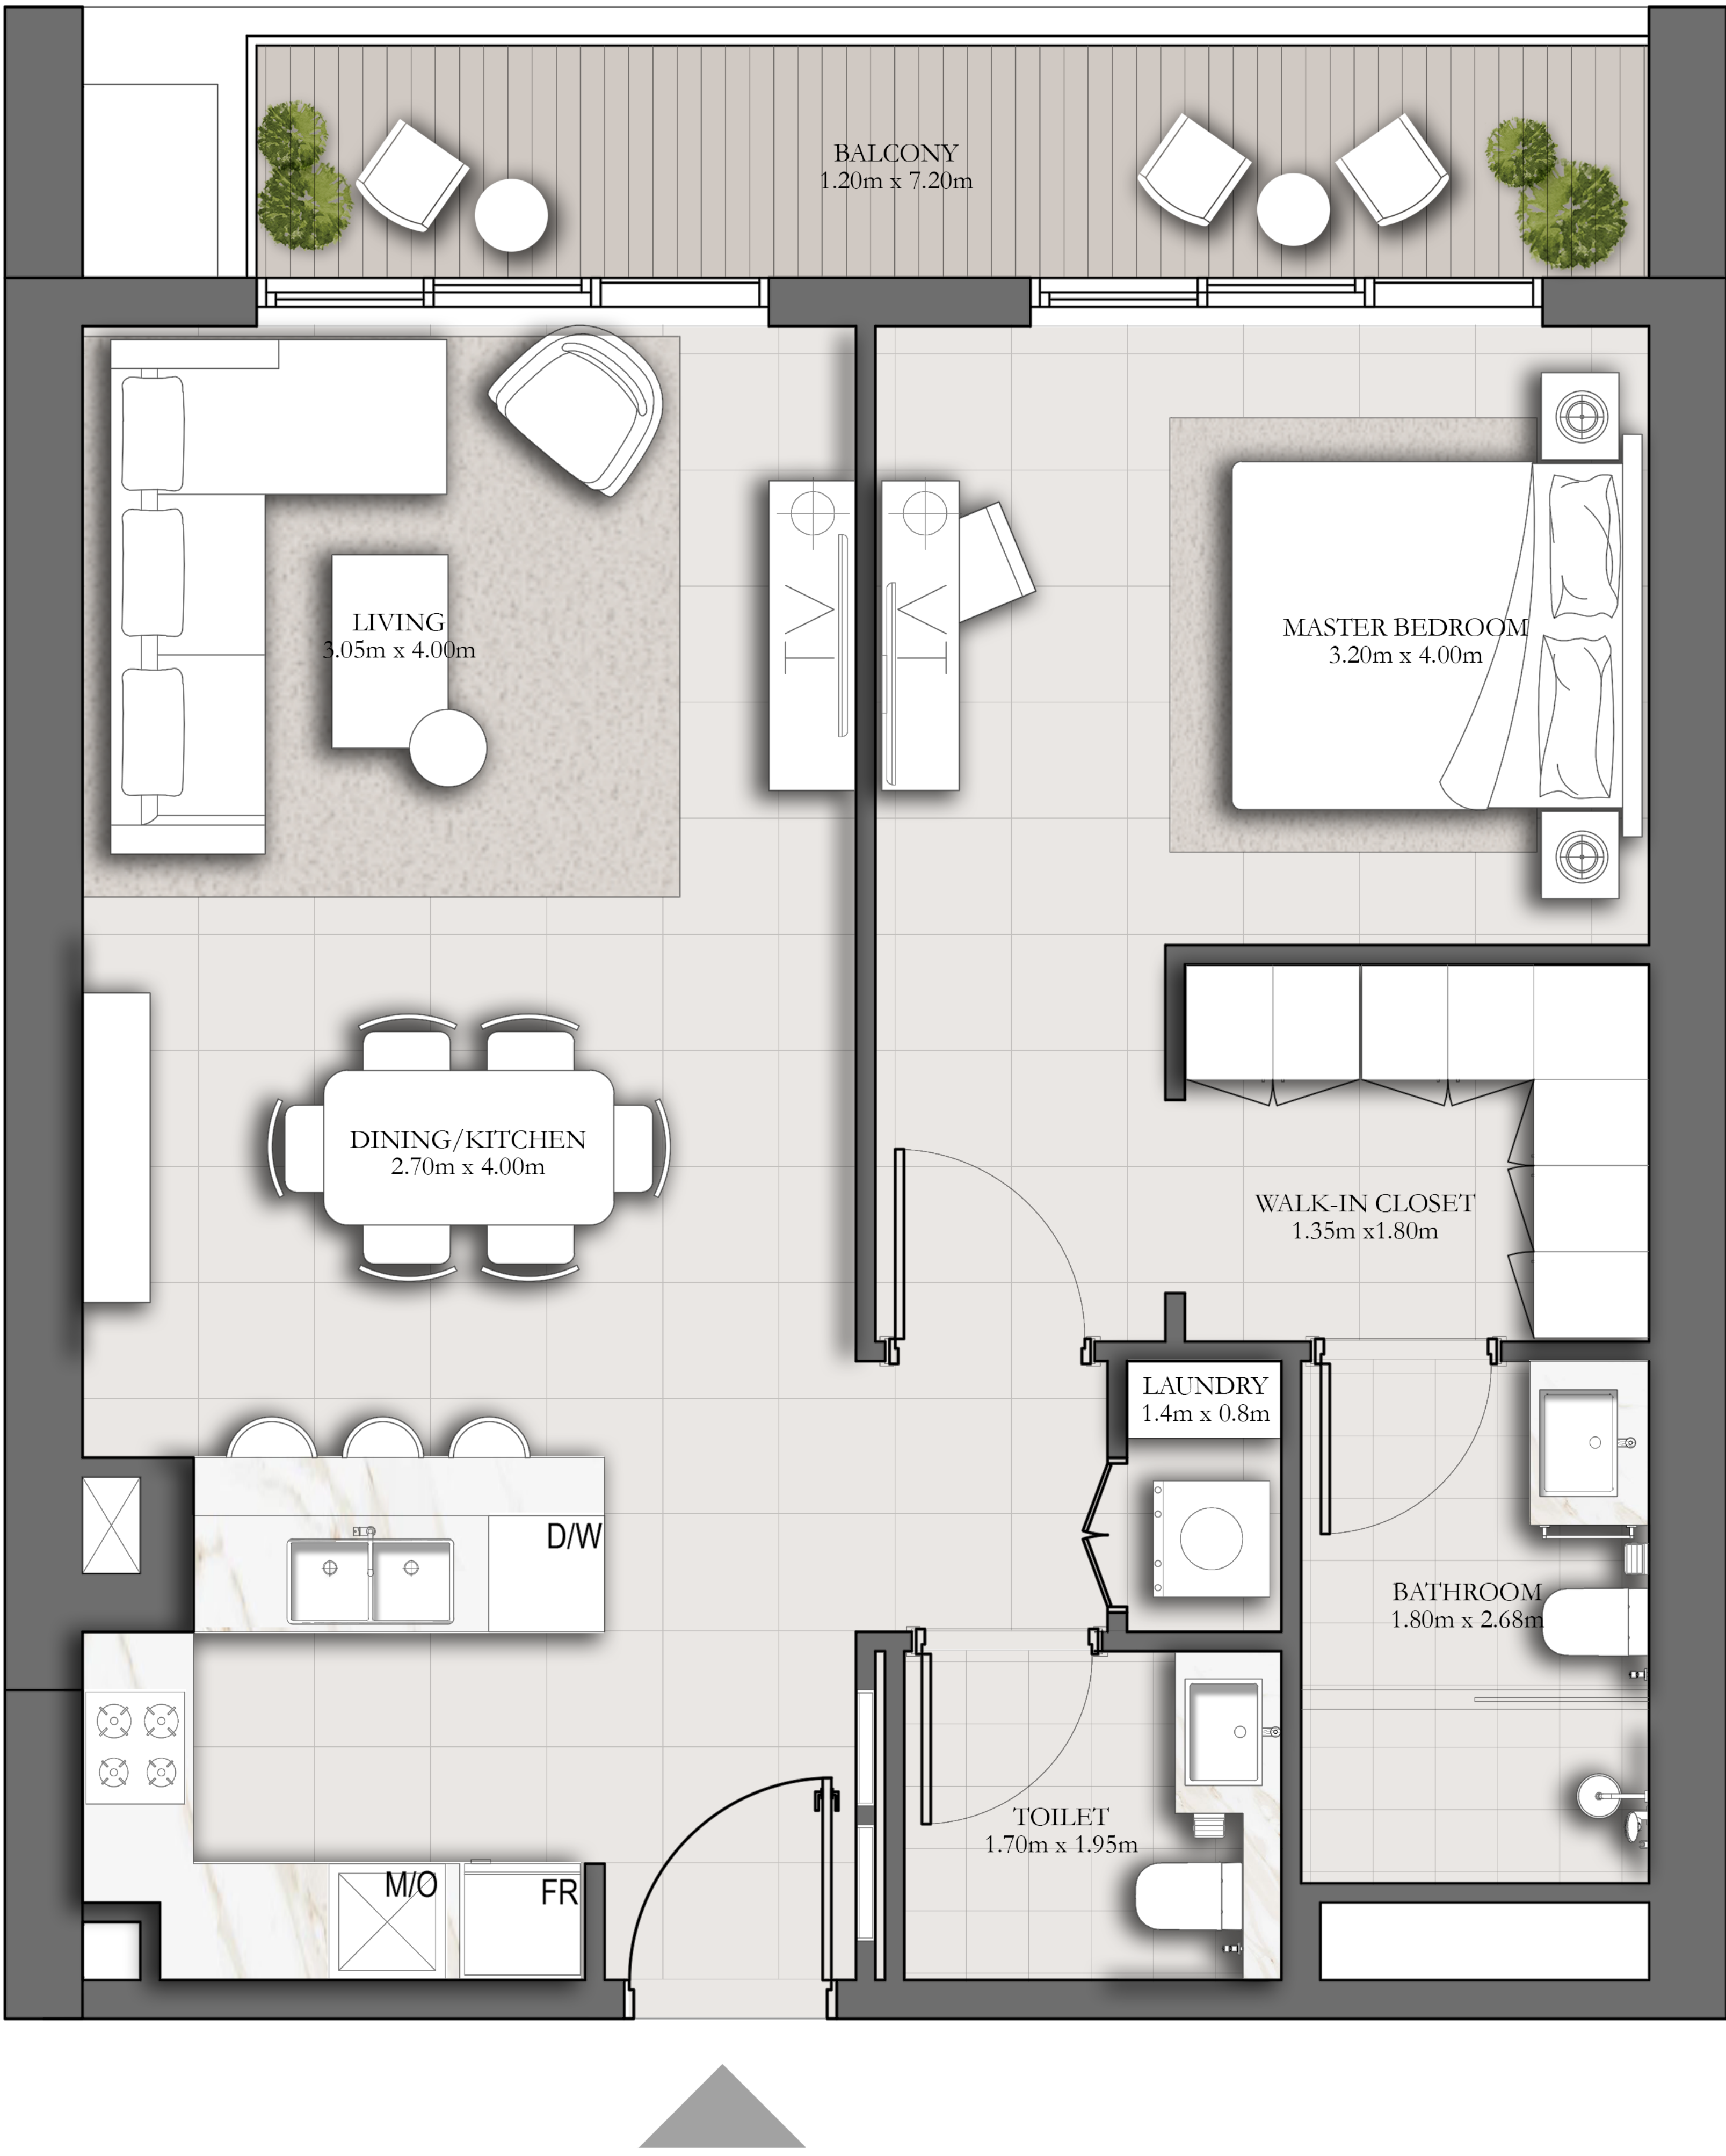 BALCONY
1.20m x 7.20m
LIVING
3.05m x 4.00m
TV
TV
MASTER BEDROOM
3.20m x 4.00m
DINING/KITCHEN
2.70m x 4.00m
WALK-IN CLOSET
1.35m x1.80m
LAUNDRY
1.4m x 0.8m
D/W
BATHROOM
1.80m x 2.68m
TOILET
1.70m x 1.95m
M/O
FR